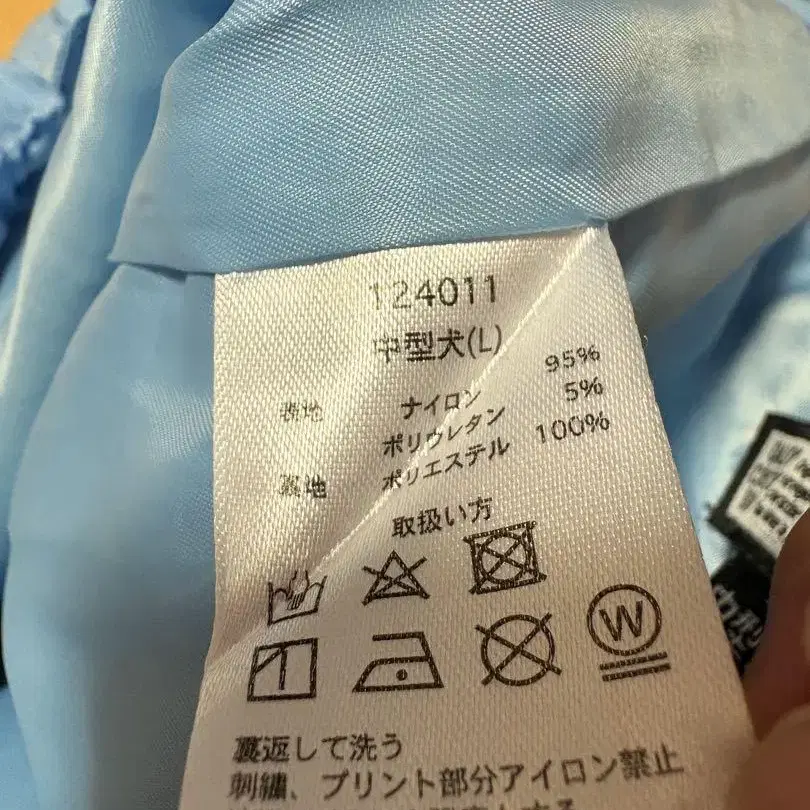 124011
中型犬(L)
表地 ナイロン 95%
ポリウレタン 5%
裏地 ポリエステル 100%
取扱い方
W
裏返して洗う
刺繍、プリント部分アイロン禁止